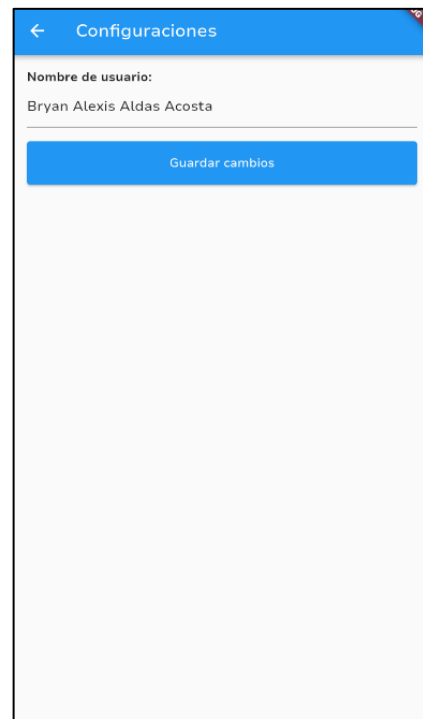 Configuraciones
Nombre de usuario:
Bryan Alexis Aldas Acosta
Guardar cambios